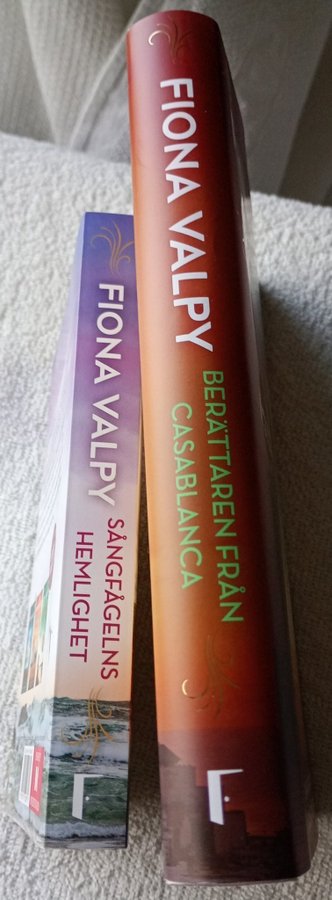 FIONA VALPY
SÅNGFÅGELNS
HEMLIGHET
FIONA VALPY
BERÄTTAREN FRÅN
CASABLANCA